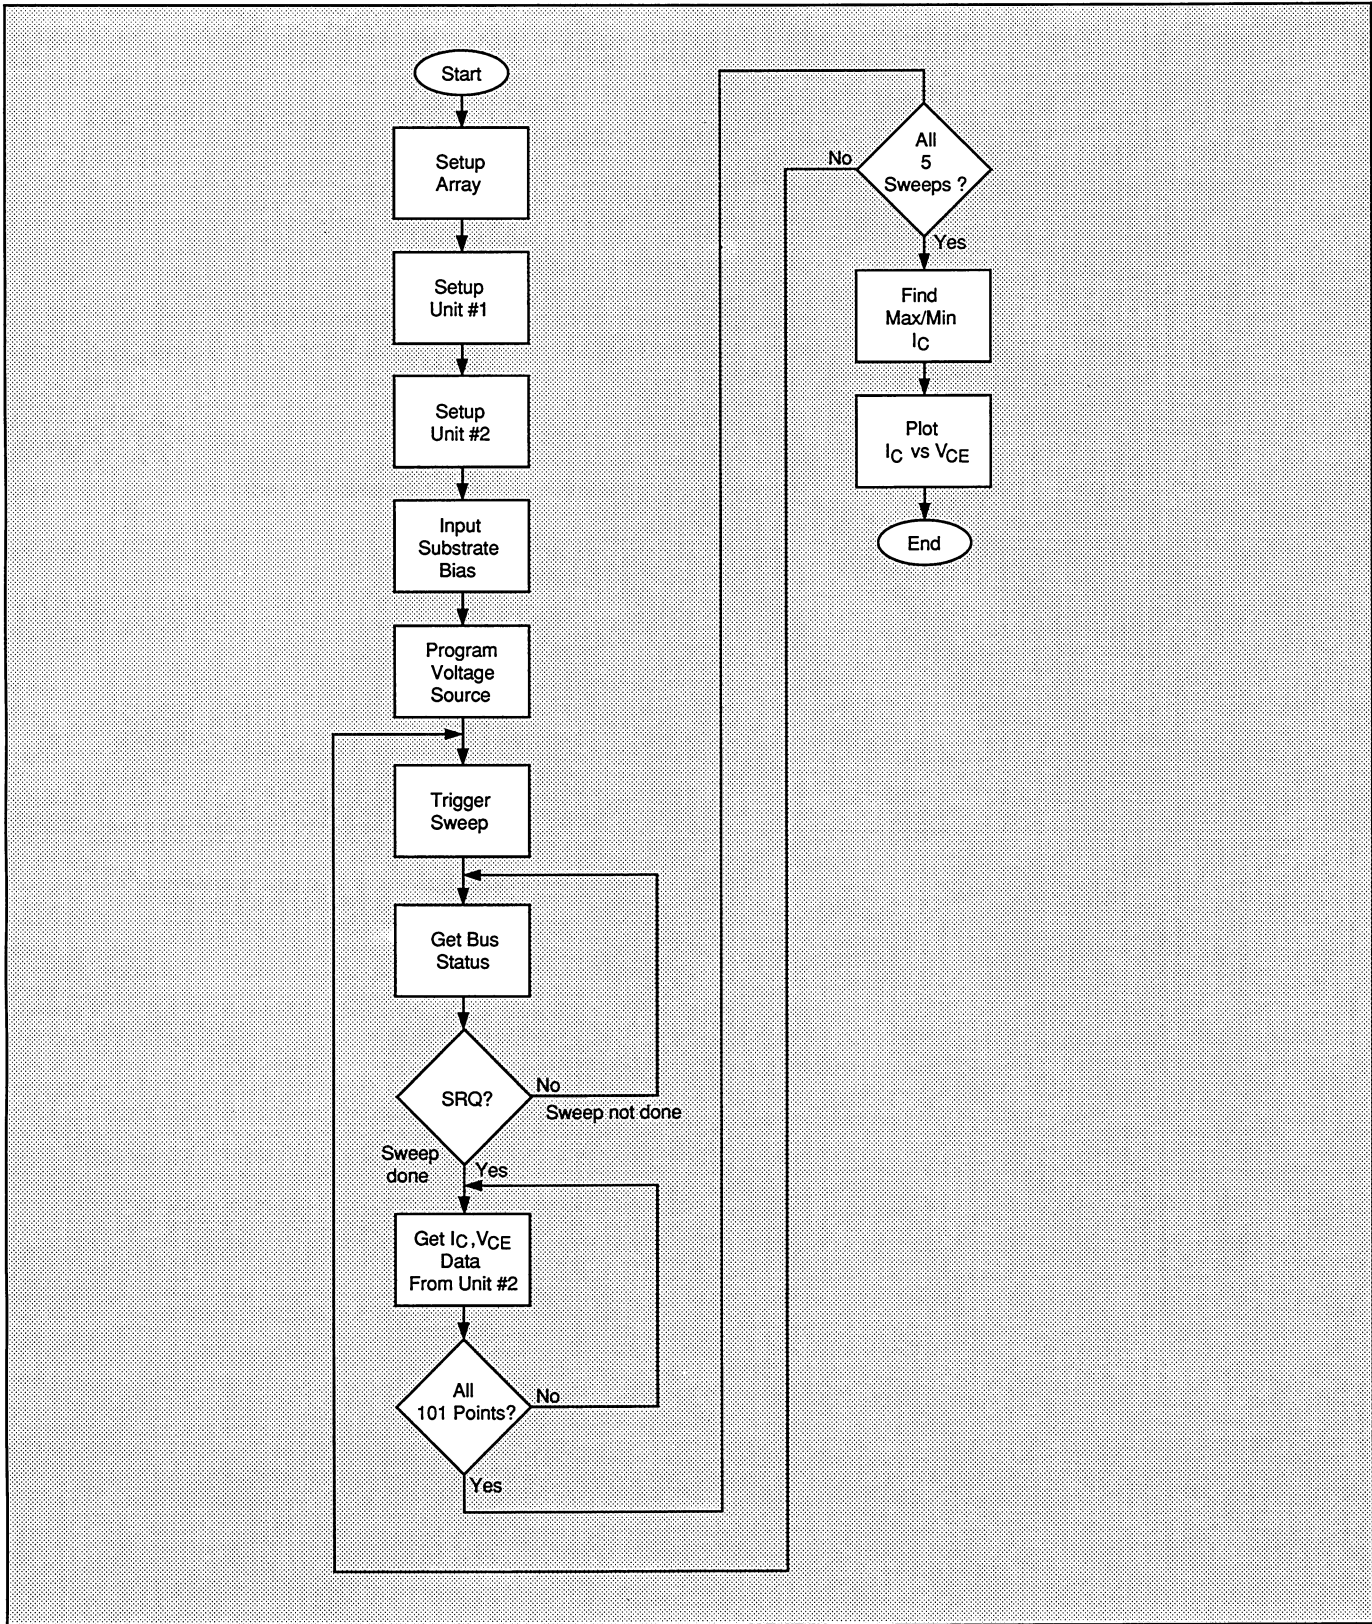 Start
Setup
Array
Setup
Unit #1
Setup
Unit #2
Input
Substrate
Bias
Program
Voltage
Source
Trigger
Sweep
Get Bus
Status
SRQ?
No
Sweep not done
Sweep
done
Yes
Get IC,VCE
Data
From Unit #2
All
101 Points?
No
Yes
All
5
Sweeps ?
No
Yes
Find
Max/Min
IC
Plot
IC vs VCE
End